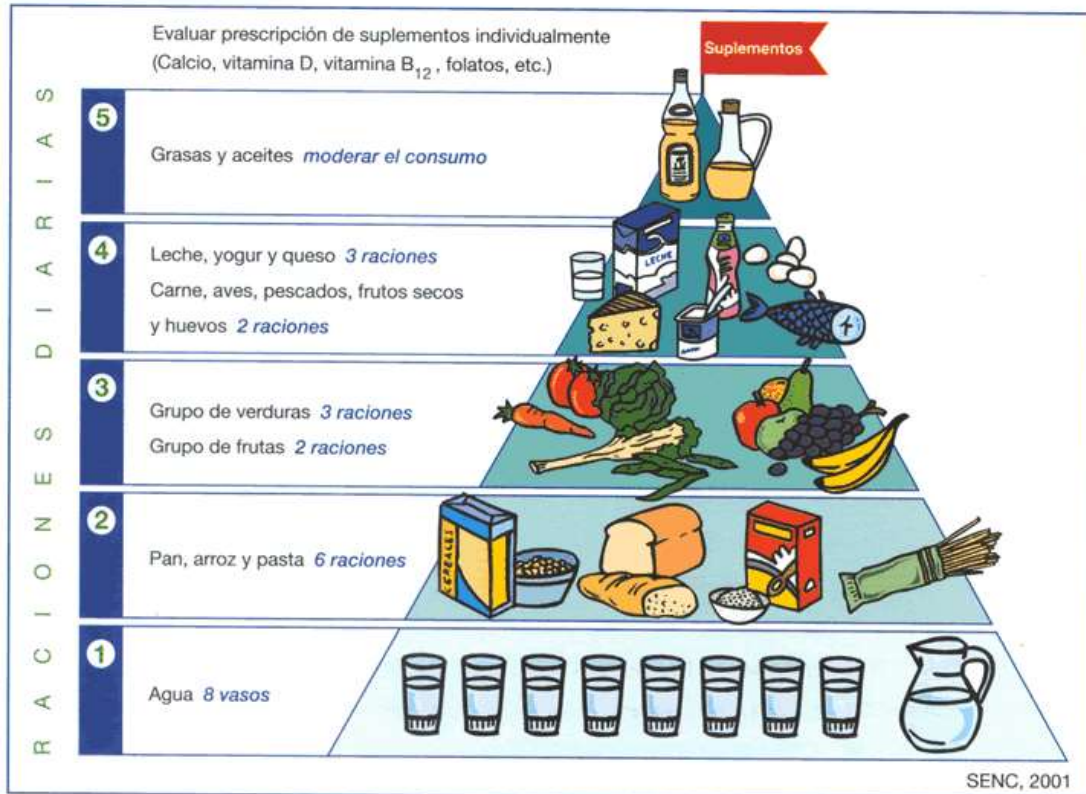 Evaluar prescripción de suplementos individualmente
(Calcio, vitamina D, vitamina B12, folatos, etc.)
Suplementos
RACIONES DIARIAS
5
Grasas y aceites moderar el consumo
4
Leche, yogur y queso 3 raciones
Carne, aves, pescados, frutos secos
y huevos 2 raciones
LECHE
3
Grupo de verduras 3 raciones
Grupo de frutas 2 raciones
2
Pan, arroz y pasta 6 raciones
CEREALES
1
Agua 8 vasos
SENC, 2001